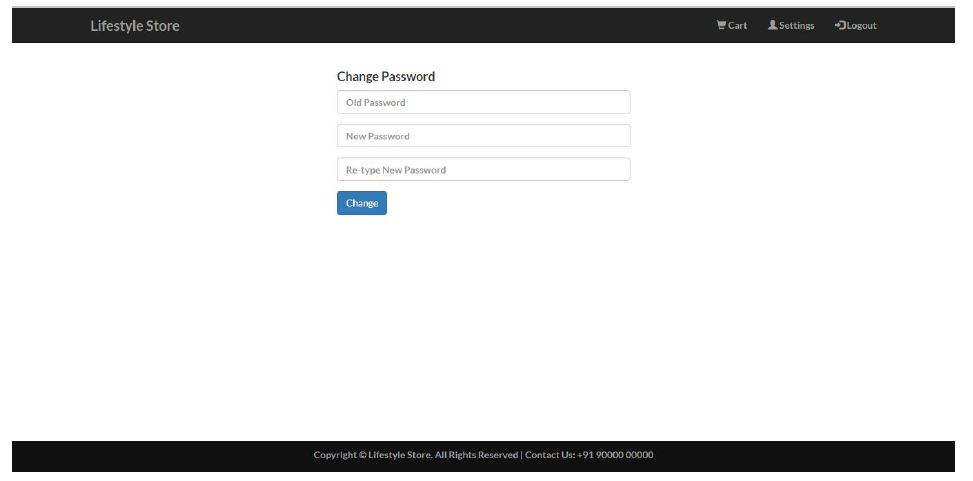 Lifestyle Store Cart Settings Logout
Change Password
Old Password
New Password
Re-type New Password
Change
Copyright © Lifestyle Store. All Rights Reserved | Contact Us: +91 90000 00000